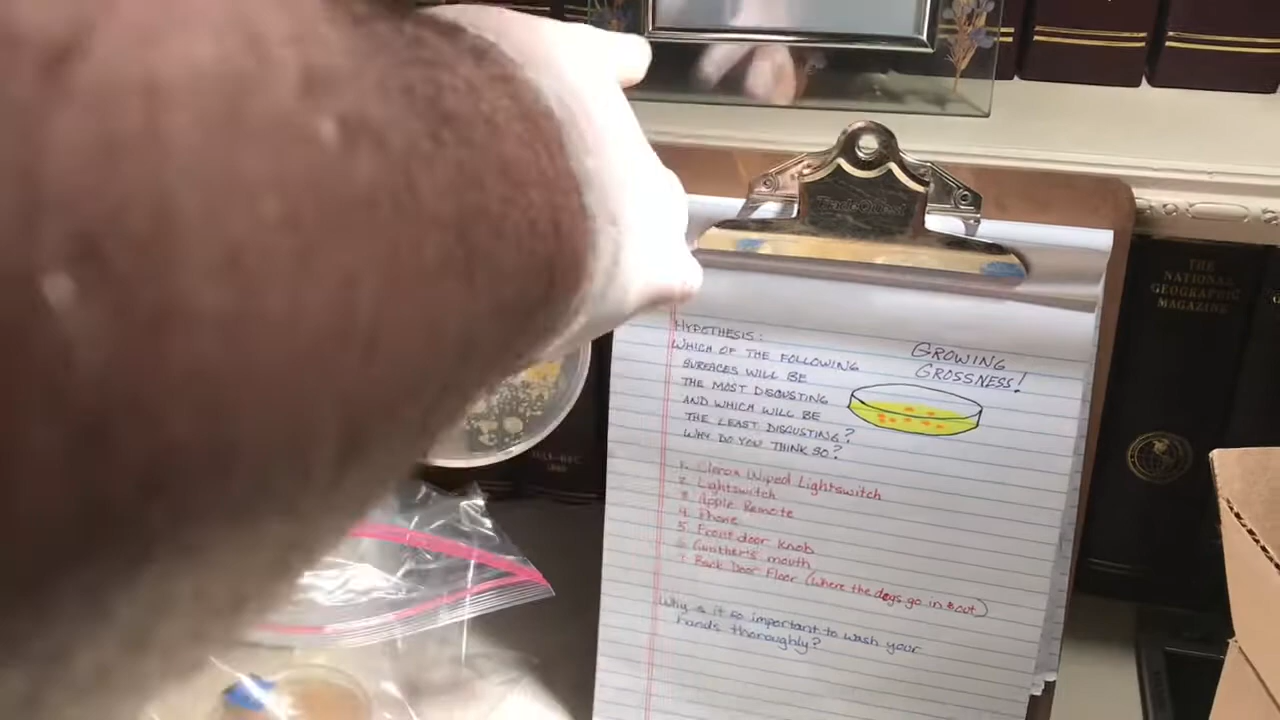 TradeQuest
THE
NATIONAL
GEOGRAPHIC
MAGAZINE
HYPOTHESIS:
WHICH OF THE FOLLOWING
SURFACES WILL BE
THE MOST DISGUSTING
AND WHICH WILL BE
THE LEAST DISGUSTING?
WHY DO YOU THINK SO?
GROWING
GROSSNESS!
1. Clorox Wiped Lightswitch
2. Lightswitch
3. Apple Remote
4. Phone
5. Front door knob
6. Gunther's mouth
7. Back Door Floor (where the dogs go in & out)
Why is it so important to wash your
hands thoroughly?